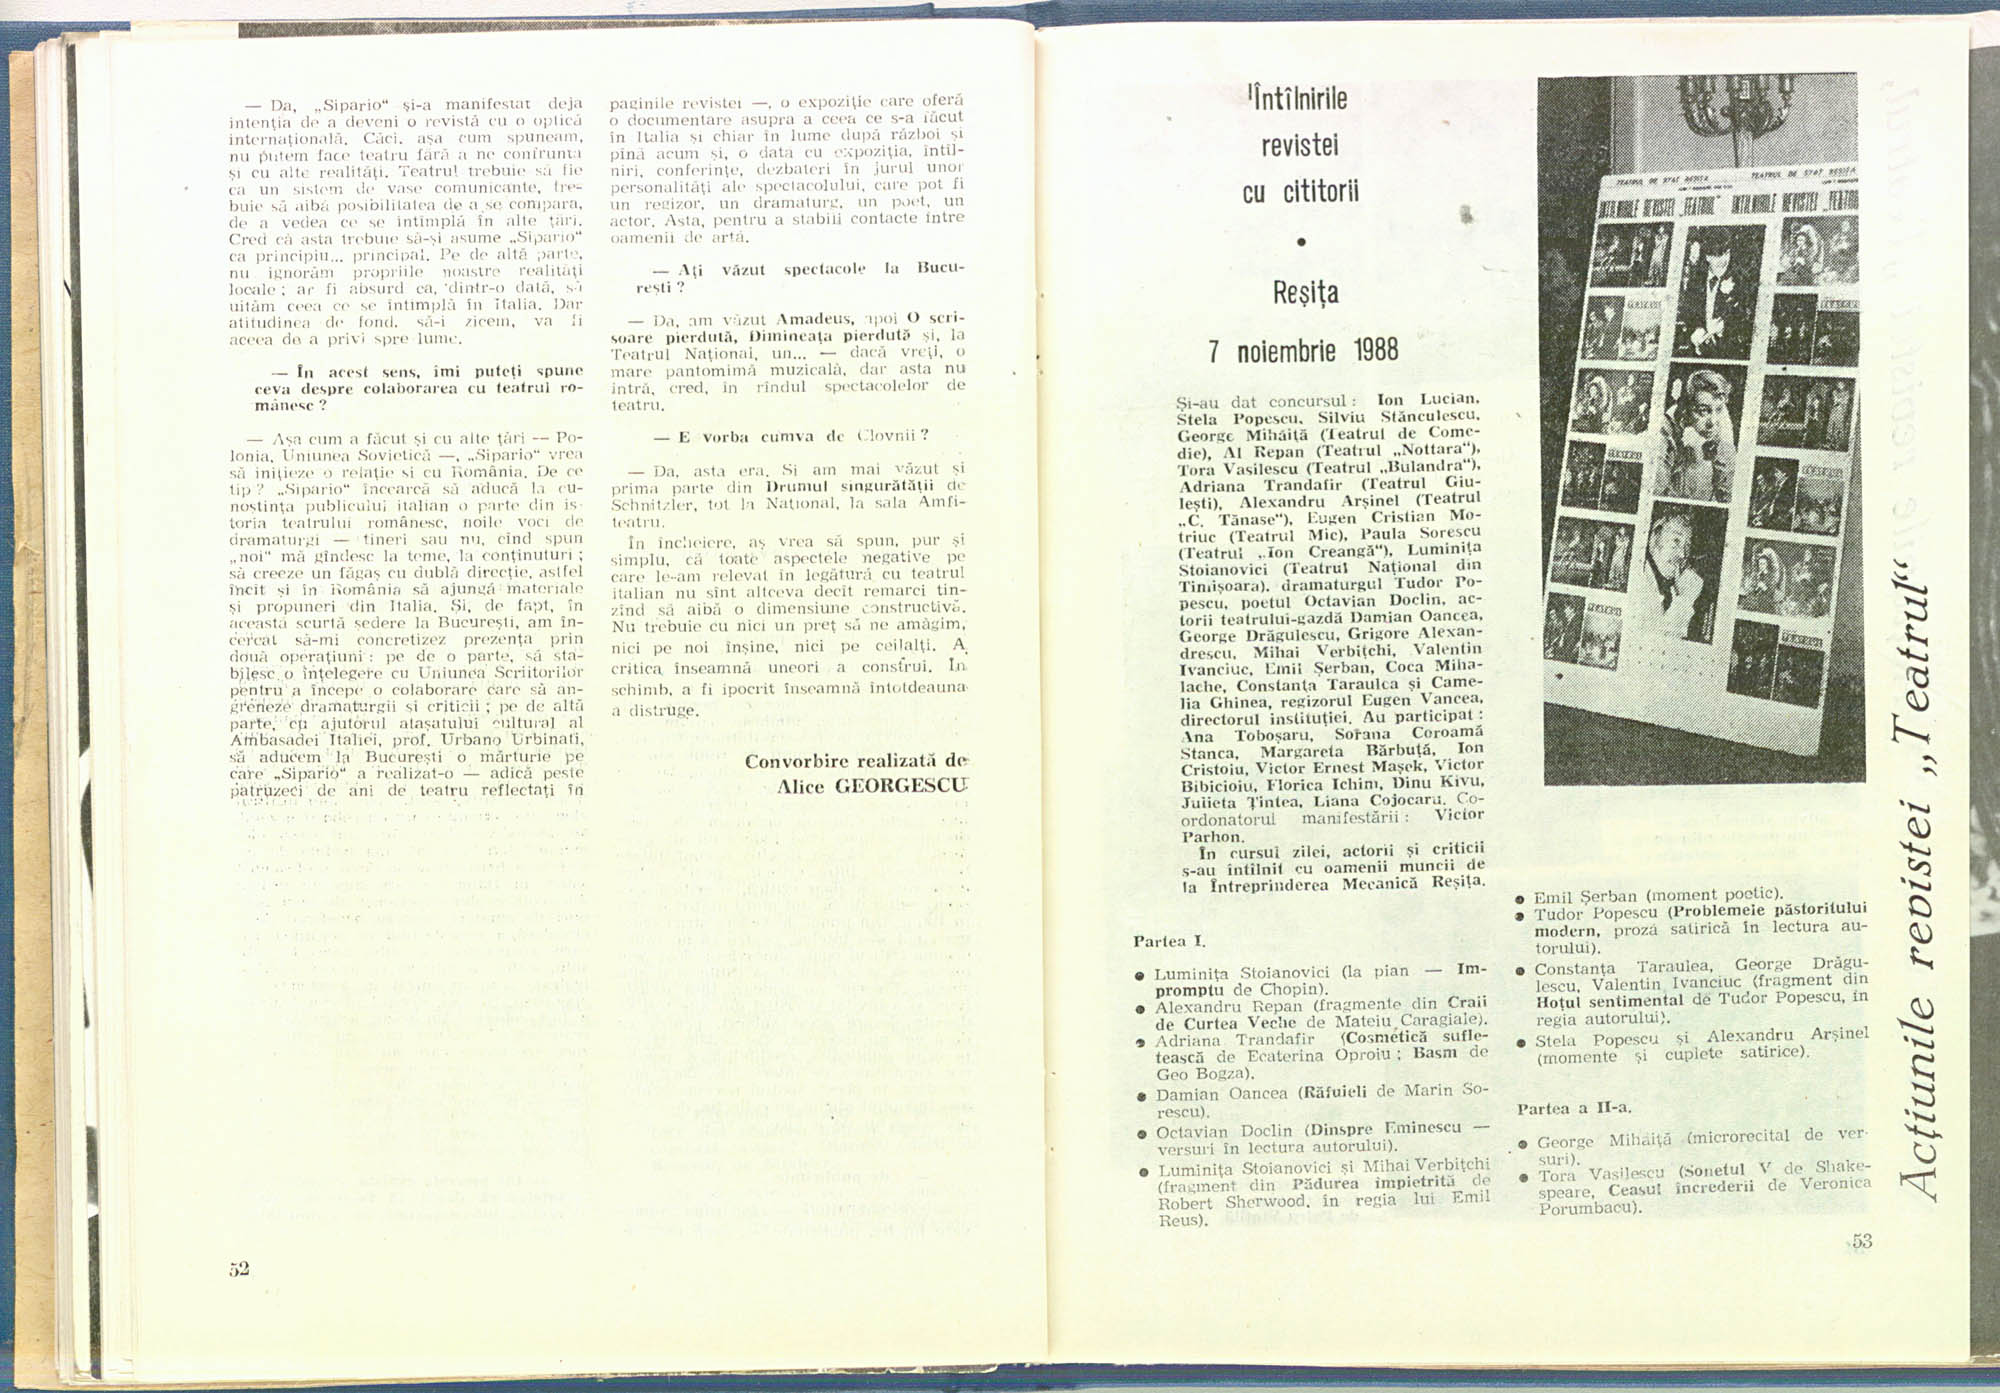 — Da, „Sipario“ şi-a manifestat deja
intenţia de a deveni o revistă cu o optică
internaţională. Căci, aşa cum spuneam,
nu putem face teatru fără a ne confrunta
şi cu alte realităţi. Teatrul trebuie să fie
ca un sistem de vase comunicante, tre-
buie să aibă posibilitatea de a se compara,
de a vedea ce se întîmplă în alte ţări.
Cred că asta trebuie să-şi asume „Sipario“
ca principiu... principal. Pe de altă parte,
nu ignorăm propriile noastre realităţi
locale ; ar fi absurd ca, dintr-o dată, să
uităm ceea ce se întîmplă în Italia. Dar
atitudinea de fond, să-i zicem, va fi
aceea de a privi spre lume.
— În acest sens, îmi puteţi spune
ceva despre colaborarea cu teatrul ro-
mânesc ?
— Aşa cum a făcut şi cu alte ţări — Po-
lonia, Uniunea Sovietică —, „Sipario“ vrea
să iniţieze o relaţie şi cu România. De ce
tip ? „Sipario“ încearcă să aducă la cu-
noştinţa publicului italian o parte din is-
toria teatrului românesc, noile voci de
dramaturgi — tineri sau nu, cînd spun
„noi“ mă gîndesc la teme, la conţinuturi ;
să creeze un făgaş cu dublă direcţie, astfel
încît şi în România să ajungă materiale
şi propuneri din Italia. Şi, de fapt, în
această scurtă şedere la Bucureşti, am în-
cercat să-mi concretizez prezenţa prin
două operaţiuni : pe de o parte, să sta-
bilesc o înţelegere cu Uniunea Scriitorilor
pentru a începe o colaborare care să an-
greneze dramaturgii şi criticii ; pe de altă
parte, cu ajutorul ataşatului cultural al
Ambasadei Italiei, prof. Urbano Urbinati,
să aducem la Bucureşti o mărturie pe
care „Sipario“ a realizat-o — adică peste
patruzeci de ani de teatru reflectaţi în
paginile revistei —, o expoziţie care oferă
o documentare asupra a ceea ce s-a făcut
în Italia şi chiar în lume după război şi
pînă acum şi, o dată cu expoziţia, întîl-
niri, conferinţe, dezbateri în jurul unor
personalităţi ale spectacolului, care pot fi
un regizor, un dramaturg, un poet, un
actor. Asta, pentru a stabili contacte între
oamenii de artă.
— Aţi văzut spectacole la Bucu-
reşti ?
— Da, am văzut Amadeus, apoi O scri-
soare pierdută, Dimineaţa pierdută şi, la
Teatrul Naţional, un... — dacă vreţi, o
mare pantomimă muzicală, dar asta nu
intră, cred, în rîndul spectacolelor de
teatru.
— E vorba cumva de Clovnii ?
— Da, asta era. Şi am mai văzut şi
prima parte din Drumul singurătăţii de
Schnitzler, tot la Naţional, la sala Amfi-
teatru.
În încheiere, aş vrea să spun, pur şi
simplu, că toate aspectele negative pe
care le-am relevat în legătură cu teatrul
italian nu sînt altceva decît remarci tin-
zînd să aibă o dimensiune constructivă.
Nu trebuie cu nici un preţ să ne amăgim,
nici pe noi înşine, nici pe ceilalţi. A
critica înseamnă uneori a construi. În
schimb, a fi ipocrit înseamnă întotdeauna
a distruge.
Convorbire realizată de
Alice GEORGESCU
52
Întîlnirile
revistei
cu cititorii
•
Reşiţa
7 noiembrie 1988
Şi-au dat concursul : Ion Lucian,
Stela Popescu, Silviu Stănculescu,
George Mihăiţă (Teatrul de Come-
die), Al Repan (Teatrul „Nottara“),
Tora Vasilescu (Teatrul „Bulandra“),
Adriana Trandafir (Teatrul Giu-
leşti), Alexandru Arşinel (Teatrul
„C. Tănase“), Eugen Cristian Mo-
triuc (Teatrul Mic), Paula Sorescu
(Teatrul „Ion Creangă“), Luminiţa
Stoianovici (Teatrul Naţional din
Timişoara), dramaturgul Tudor Po-
pescu, poetul Octavian Doclin, ac-
torii teatrului-gazdă Damian Oancea,
George Drăgulescu, Grigore Alexan-
drescu, Mihai Verbiţchi, Valentin
Ivanciuc, Emil Şerban, Coca Miha-
lache, Constanţa Taraulea şi Came-
lia Ghinea, regizorul Eugen Vancea,
directorul instituţiei. Au participat :
Ana Toboşaru, Sorana Coroamă
Stanca, Margareta Bărbuţă, Ion
Cristoiu, Victor Ernest Maşek, Victor
Bibicioiu, Florica Ichim, Dinu Kivu,
Julieta Ţintea, Liana Cojocaru. Co-
ordonatorul manifestării : Victor
Parhon.
În cursul zilei, actorii şi criticii
s-au întîlnit cu oamenii muncii de
la Întreprinderea Mecanică Reşiţa.
TEATRUL DE STAT REŞIŢA TEATRUL DE STAT REŞIŢA
ÎNTÎLNIRILE REVISTEI „TEATRUL“ ÎNTÎLNIRILE REVISTEI „TEATRU
Partea I.
● Luminiţa Stoianovici (la pian — Im-
promptu de Chopin).
● Alexandru Repan (fragmente din Craii
de Curtea Veche de Mateiu Caragiale).
● Adriana Trandafir (Cosmetică sufle-
tească de Ecaterina Oproiu ; Basm de
Geo Bogza).
● Damian Oancea (Răfuieli de Marin So-
rescu).
● Octavian Doclin (Dinspre Eminescu —
versuri în lectura autorului).
● Luminiţa Stoianovici şi Mihai Verbiţchi
(fragment din Pădurea împietrită de
Robert Sherwood, în regia lui Emil
Reus).
● Emil Şerban (moment poetic).
● Tudor Popescu (Problemele păstoritului
modern, proză satirică în lectura au-
torului).
● Constanţa Taraulea, George Drăgu-
lescu, Valentin Ivanciuc (fragment din
Hoţul sentimental de Tudor Popescu, în
regia autorului).
● Stela Popescu şi Alexandru Arşinel
(momente şi cuplete satirice).
Partea a II-a.
● George Mihăiţă (microrecital de ver-
suri).
● Tora Vasilescu (Sonetul V de Shake-
speare, Ceasul încrederii de Veronica
Porumbacu).
Acţiunile revistei „Teatrul“
53